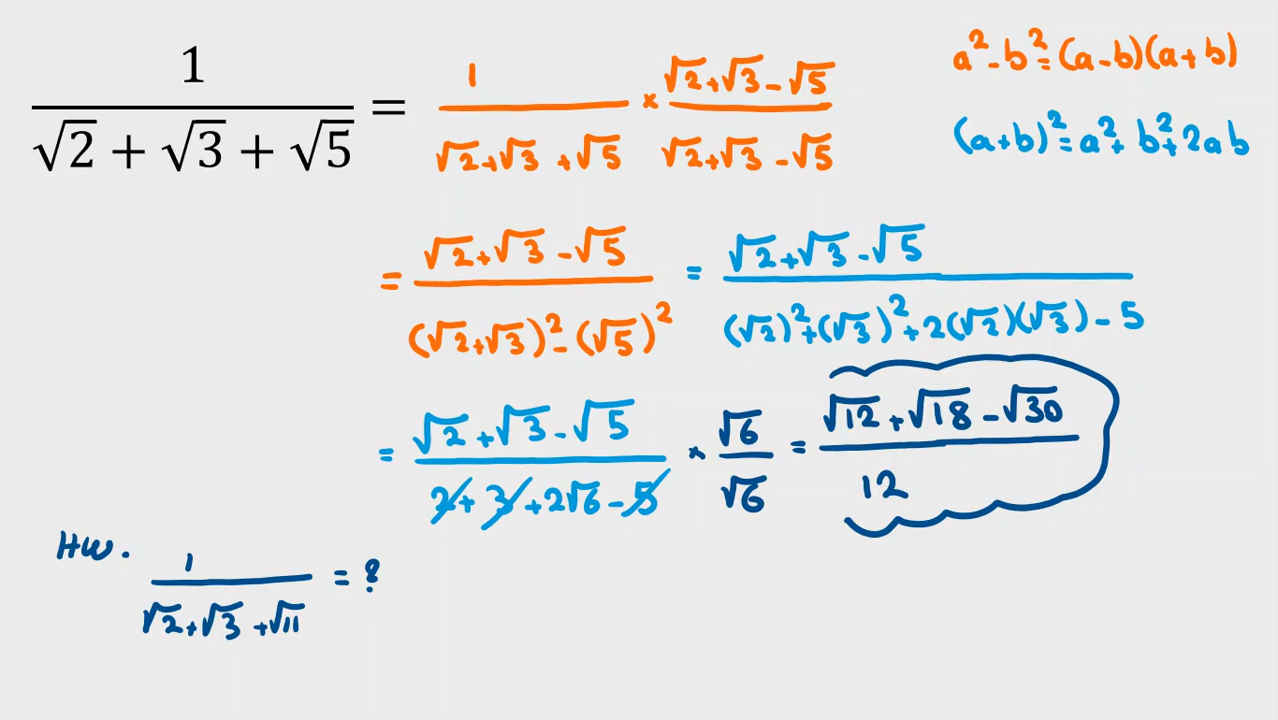 1/(√2 + √3 + √5) = 1/(√2+√3+√5) × (√2+√3-√5)/(√2+√3-√5)
a²-b²=(a-b)(a+b)
(a+b)²=a²+b²+2ab
= (√2+√3-√5)/((√2+√3)²-(√5)²) = (√2+√3-√5)/((√2)²+(√3)²+2(√2)(√3)-5)
= (√2+√3-√5)/(2+3+2√6-5) × √6/√6 = (√12+√18-√30)/12
HW. 1/(√2+√3+√11) = ?